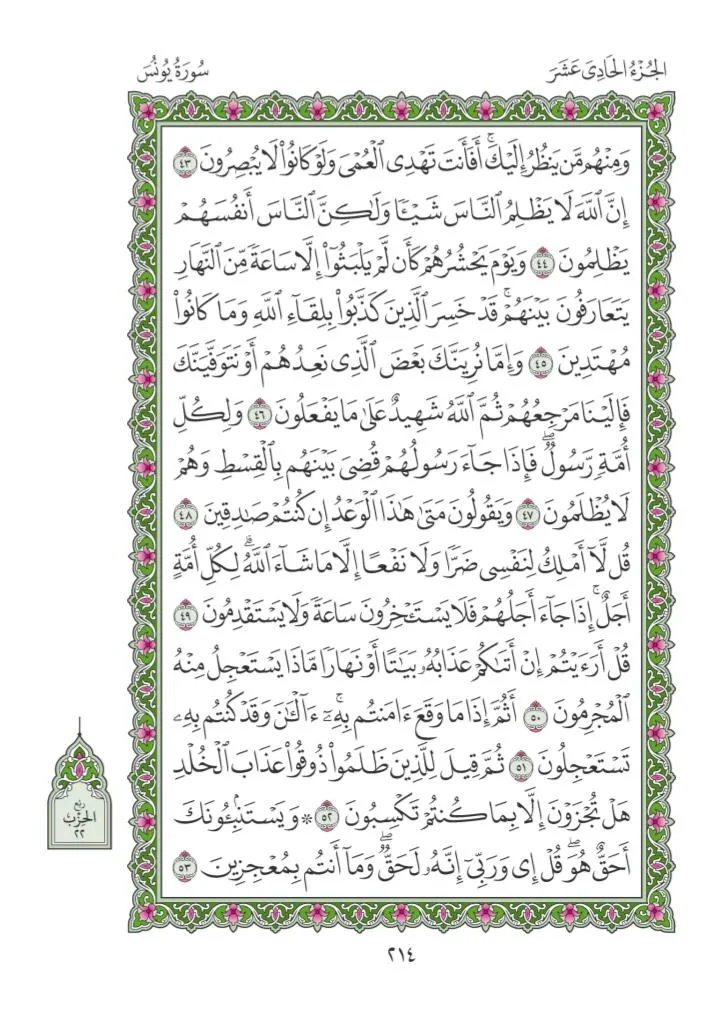 الجُزْءُ الحَادِى عَشَرَ
سُورَةُ يُونُسَ
وَمِنْهُم مَّن يَنظُرُ إِلَيْكَۚ أَفَأَنتَ تَهْدِى ٱلْعُمْىَ وَلَوْ كَانُوا۟ لَا يُبْصِرُونَ ٤٣
إِنَّ ٱللَّهَ لَا يَظْلِمُ ٱلنَّاسَ شَيْـًٔا وَلَـٰكِنَّ ٱلنَّاسَ أَنفُسَهُمْ
يَظْلِمُونَ ٤٤ وَيَوْمَ يَحْشُرُهُمْ كَأَن لَّمْ يَلْبَثُوٓا۟ إِلَّا سَاعَةً مِّنَ ٱلنَّهَارِ
يَتَعَارَفُونَ بَيْنَهُمْۚ قَدْ خَسِرَ ٱلَّذِينَ كَذَّبُوا۟ بِلِقَآءِ ٱللَّهِ وَمَا كَانُوا۟
مُهْتَدِينَ ٤٥ وَإِمَّا نُرِيَنَّكَ بَعْضَ ٱلَّذِى نَعِدُهُمْ أَوْ نَتَوَفَّيَنَّكَ
فَإِلَيْنَا مَرْجِعُهُمْ ثُمَّ ٱللَّهُ شَهِيدٌ عَلَىٰ مَا يَفْعَلُونَ ٤٦ وَلِكُلِّ
أُمَّةٍ رَّسُولٌۖ فَإِذَا جَآءَ رَسُولُهُمْ قُضِىَ بَيْنَهُم بِٱلْقِسْطِ وَهُمْ
لَا يُظْلَمُونَ ٤٧ وَيَقُولُونَ مَتَىٰ هَـٰذَا ٱلْوَعْدُ إِن كُنتُمْ صَـٰدِقِينَ ٤٨
قُل لَّآ أَمْلِكُ لِنَفْسِى ضَرًّا وَلَا نَفْعًا إِلَّا مَا شَآءَ ٱللَّهُۗ لِكُلِّ أُمَّةٍ
أَجَلٌۚ إِذَا جَآءَ أَجَلُهُمْ فَلَا يَسْتَـْٔخِرُونَ سَاعَةً وَلَا يَسْتَقْدِمُونَ ٤٩
قُلْ أَرَءَيْتُمْ إِنْ أَتَىٰكُمْ عَذَابُهُۥ بَيَـٰتًا أَوْ نَهَارًا مَّاذَا يَسْتَعْجِلُ مِنْهُ
ٱلْمُجْرِمُونَ ٥٠ أَثُمَّ إِذَا مَا وَقَعَ ءَامَنتُم بِهِۦٓۚ ءَآلْـَٔـٰنَ وَقَدْ كُنتُم بِهِۦ
تَسْتَعْجِلُونَ ٥١ ثُمَّ قِيلَ لِلَّذِينَ ظَلَمُوا۟ ذُوقُوا۟ عَذَابَ ٱلْخُلْدِ
هَلْ تُجْزَوْنَ إِلَّا بِمَا كُنتُمْ تَكْسِبُونَ ٥٢ ۞ وَيَسْتَنۢبِـُٔونَكَ
أَحَقٌّ هُوَۖ قُلْ إِى وَرَبِّىٓ إِنَّهُۥ لَحَقٌّۖ وَمَآ أَنتُم بِمُعْجِزِينَ ٥٣
ربع
الحِزْب
٢٢
٢١٤